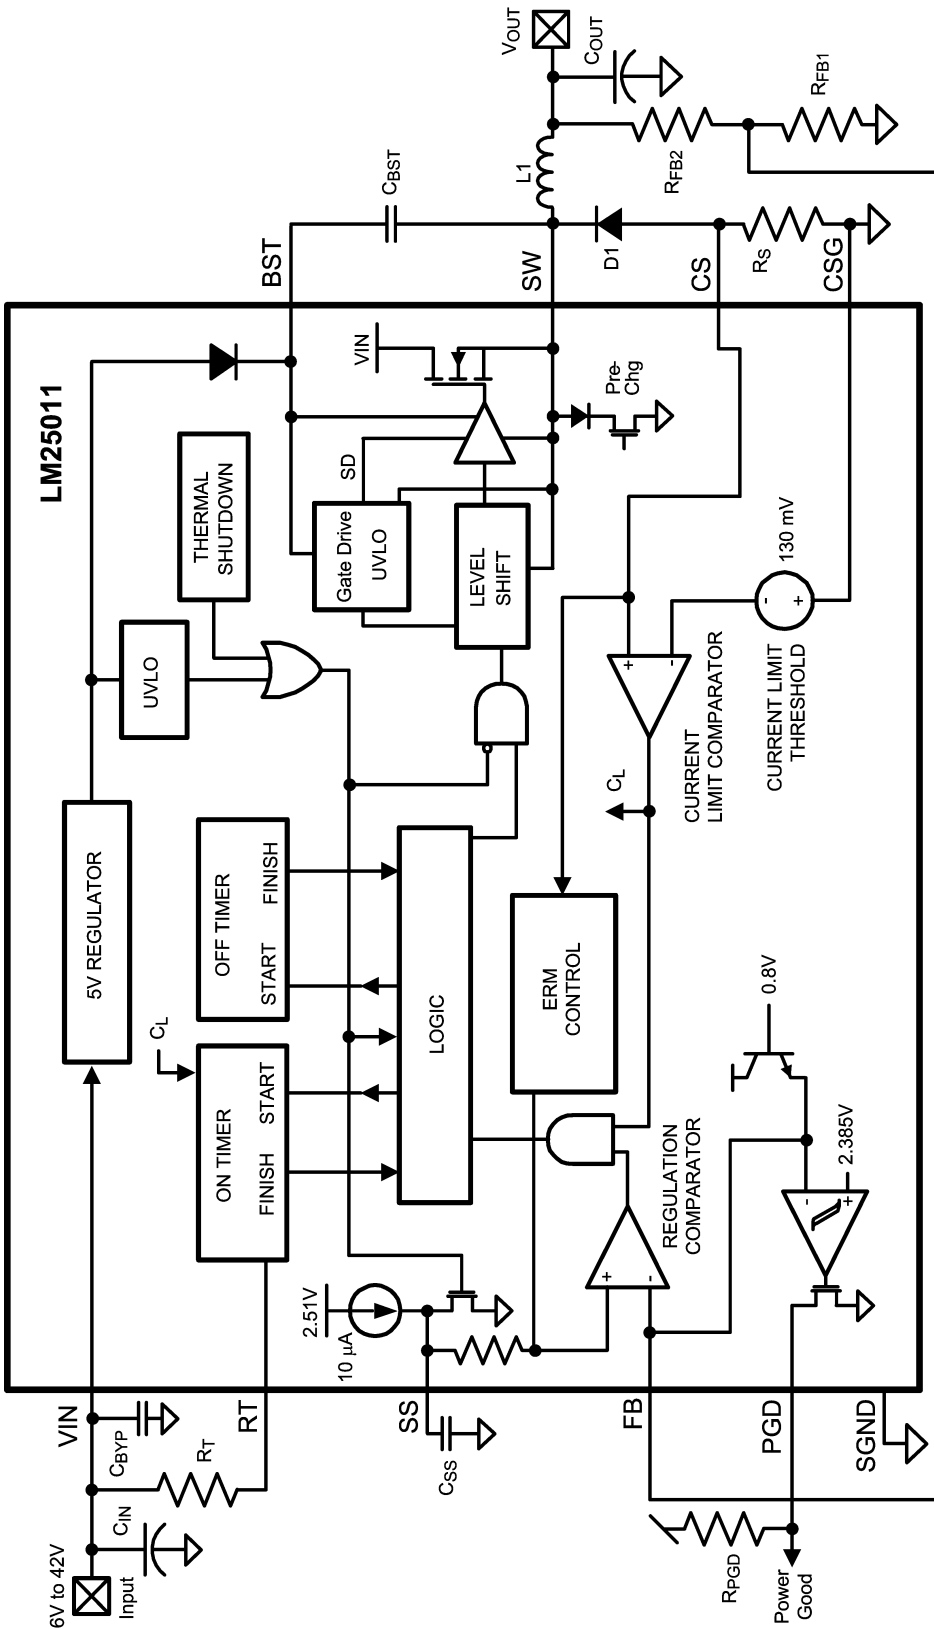 LM25011
6V to 42V
Input
CIN
CBYP
VIN
RT
RT
5V REGULATOR
UVLO
THERMAL
SHUTDOWN
BST
CBST
CL
ON TIMER
FINISH START
OFF TIMER
START FINISH
Gate Drive
UVLO
SD
VIN
LEVEL
SHIFT
SW
L1
VOUT
COUT
2.51V
10 µA
SS
CSS
LOGIC
Pre-
Chg
D1
RFB2
RFB1
CS
RS
CSG
ERM
CONTROL
CL
+
-
CURRENT
LIMIT COMPARATOR
-
+
130 mV
CURRENT LIMIT
THRESHOLD
+
-
REGULATION
COMPARATOR
FB
0.8V
-
+
2.385V
PGD
SGND
RPGD
Power
Good